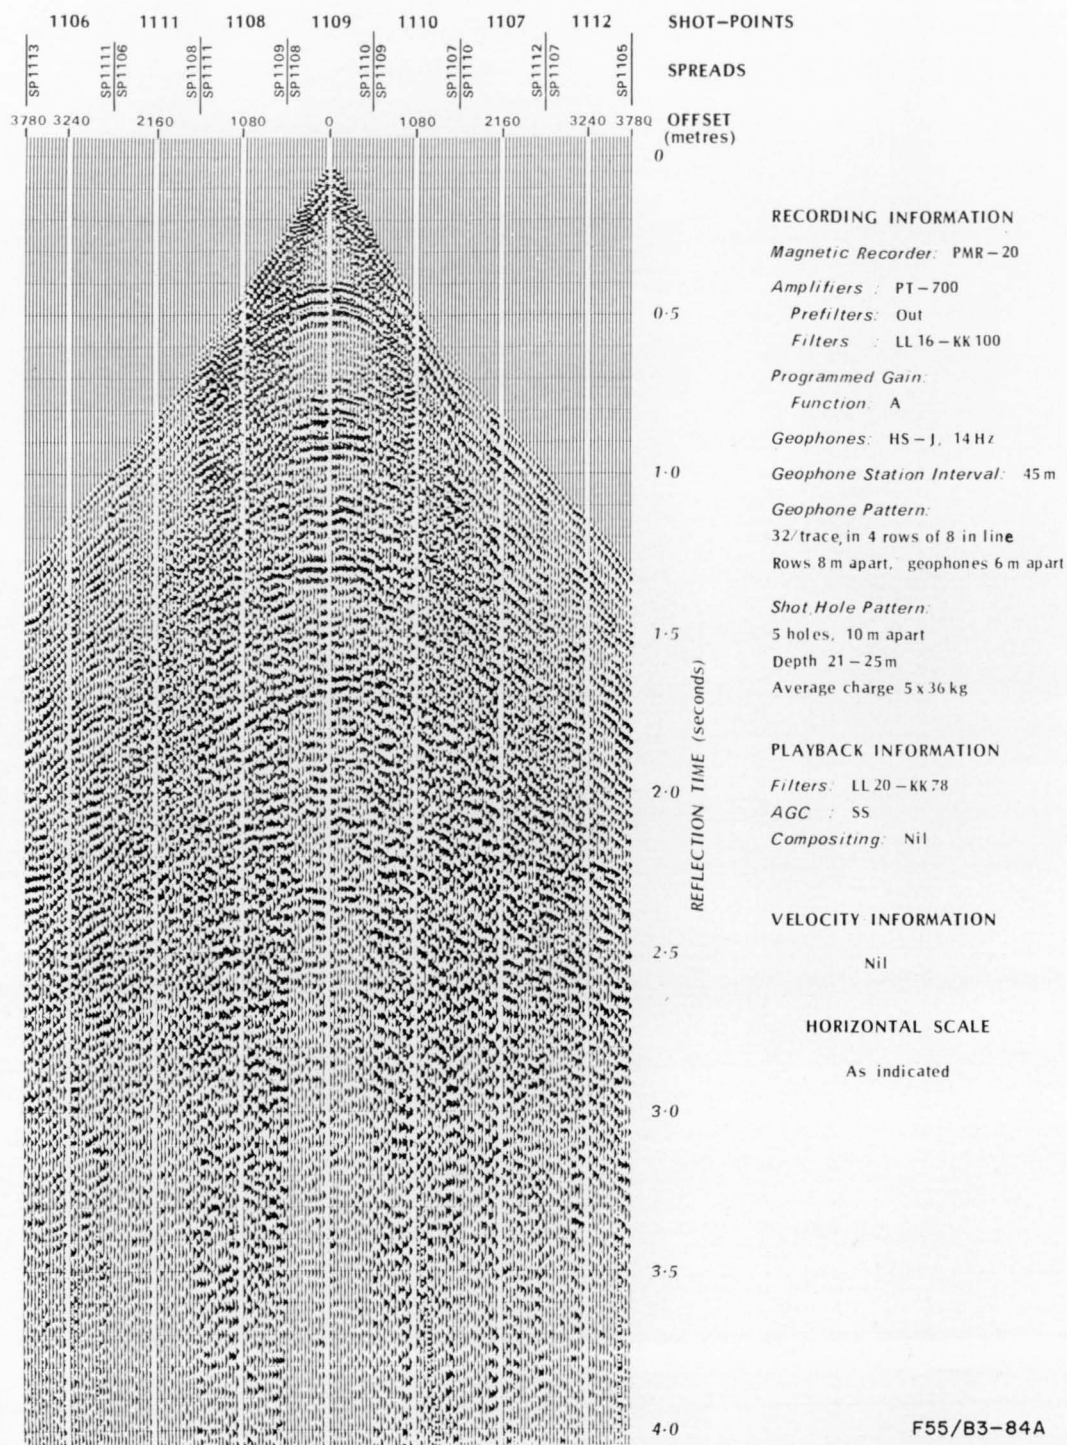 1106 1111 1108 1109 1110 1107 1112 SHOT-POINTS
SP1113 SP1111 SP1106 SP1108 SP1111 SP1109 SP1108 SP1110 SP1109 SP1107 SP1110 SP1112 SP1107 SP1105 SPREADS
3780 3240 2160 1080 0 1080 2160 3240 3780 OFFSET
(metres)
0
0·5
1·0
1·5
2·0
2·5
3·0
3·5
4·0
REFLECTION TIME (seconds)
RECORDING INFORMATION
Magnetic Recorder: PMR-20
Amplifiers : PT-700
Prefilters: Out
Filters : LL 16-KK 100
Programmed Gain:
Function: A
Geophones: HS-J, 14 Hz
Geophone Station Interval: 45 m
Geophone Pattern:
32/trace, in 4 rows of 8 in line
Rows 8 m apart, geophones 6 m apart
Shot Hole Pattern:
5 holes, 10 m apart
Depth 21-25m
Average charge 5 x 36 kg
PLAYBACK INFORMATION
Filters: LL 20-KK 78
AGC : SS
Compositing: Nil
VELOCITY INFORMATION
Nil
HORIZONTAL SCALE
As indicated
F55/B3-84A